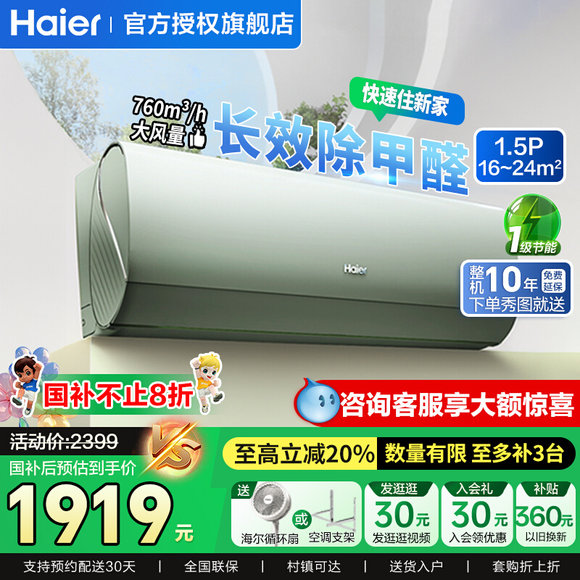 Haier 官方授权旗舰店
760m³/h
大风量
快速住新家
长效除甲醛
1.5P
16~24m²
1级节能
Haier
整机10年 免费延保
下单秀图就送
国补不止8折
咨询客服享大额惊喜
活动价:2399
国补后预估到手价
1919元
VS
至高立减20% 数量有限 至多补3台
送
海尔循环扇 或 空调支架
发逛逛
30元
发逛逛视频
入会礼
30元
入会领优惠
补贴
360元
以旧换新
支持预约配送30天 全国联保 村镇可达 送货入户 套购折上折